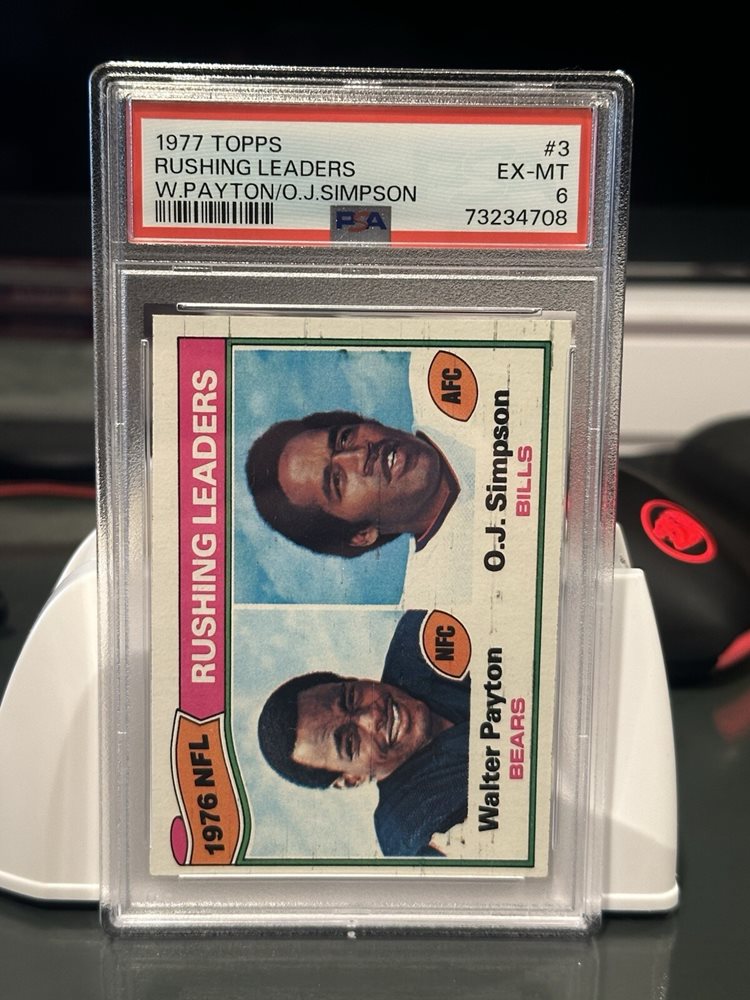 1977 TOPPS #3
RUSHING LEADERS EX-MT
W.PAYTON/O.J.SIMPSON 6
PSA 73234708
1976 NFL RUSHING LEADERS
NFC
AFC
Walter Payton
BEARS
O.J. Simpson
BILLS